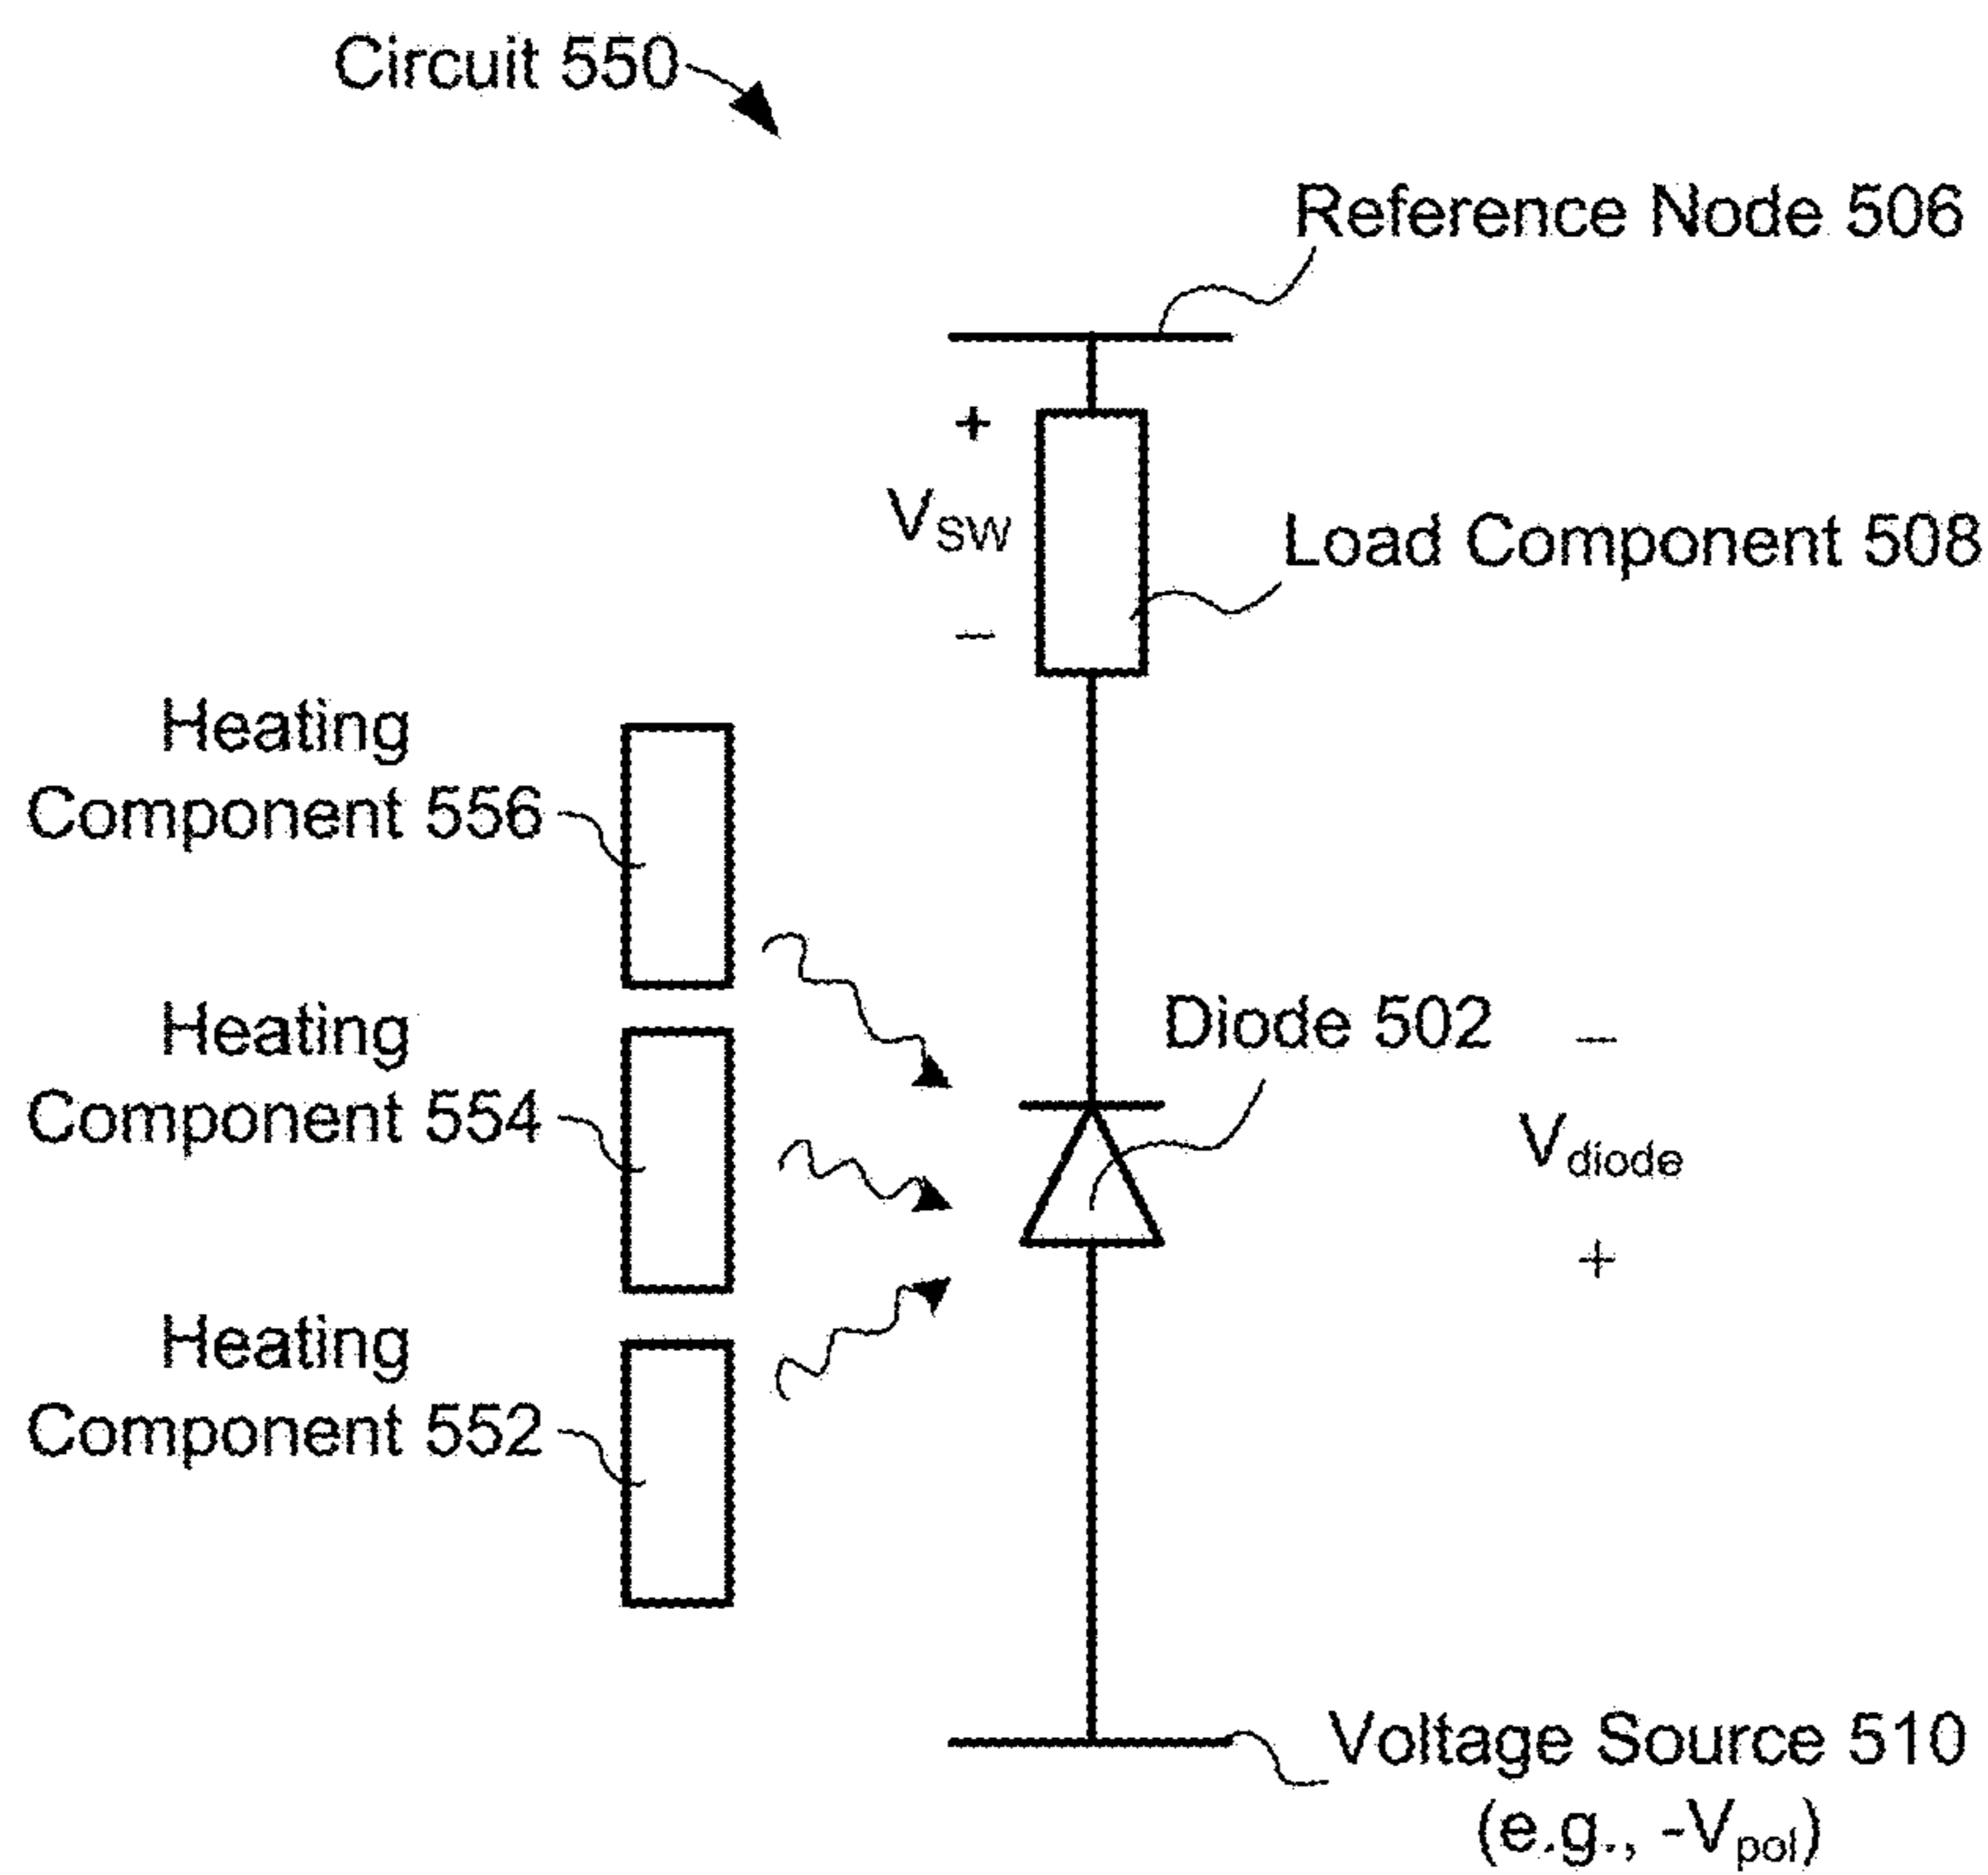 Circuit 550
Reference Node 506
+
VSW
Load Component 508
–
Heating
Component 556
Heating
Component 554
Diode 502
–
Vdiode
+
Heating
Component 552
Voltage Source 510
(e.g., -Vpol)